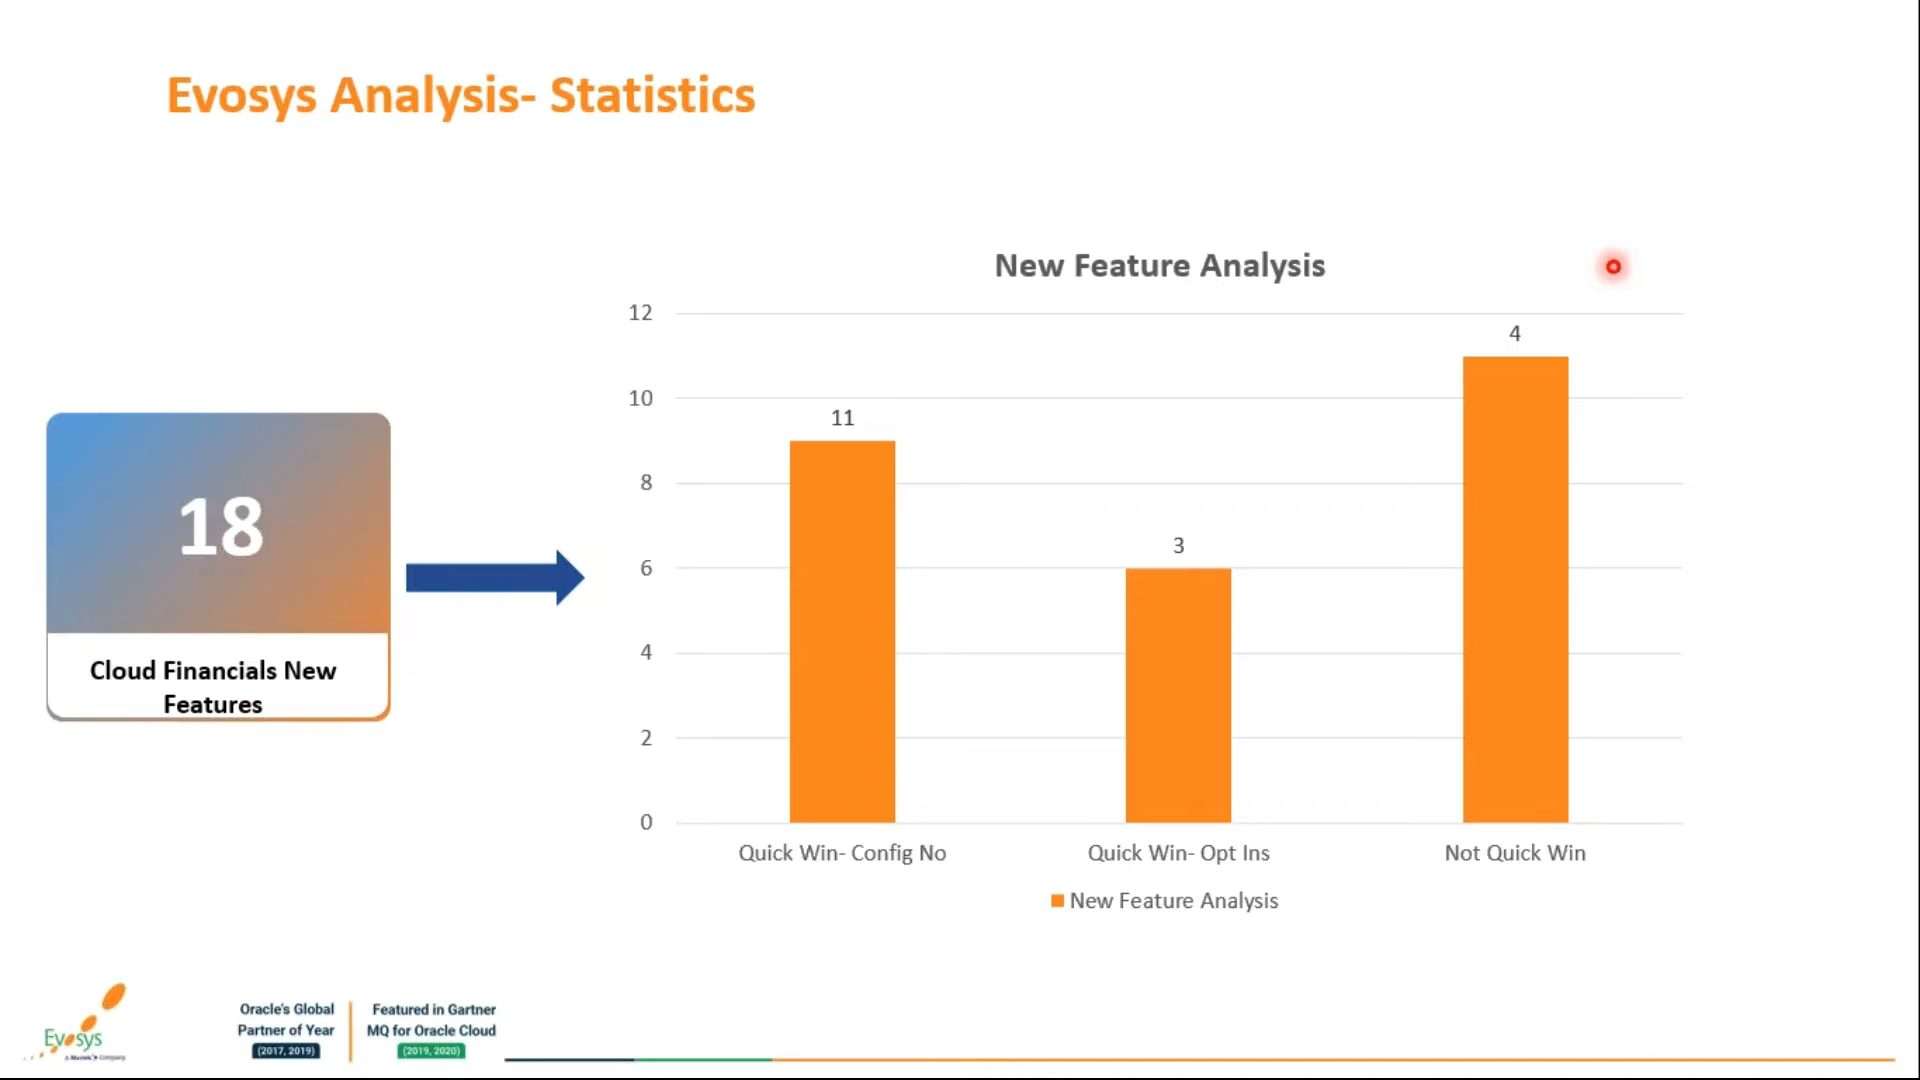 Evosys Analysis- Statistics
New Feature Analysis
12
10
8
6
4
2
0
11
3
4
Quick Win- Config No
Quick Win- Opt Ins
Not Quick Win
New Feature Analysis
18
Cloud Financials New
Features
Evosys
A Mastek Company
Oracle's Global
Partner of Year
(2017, 2019)
Featured in Gartner
MQ for Oracle Cloud
(2019, 2020)